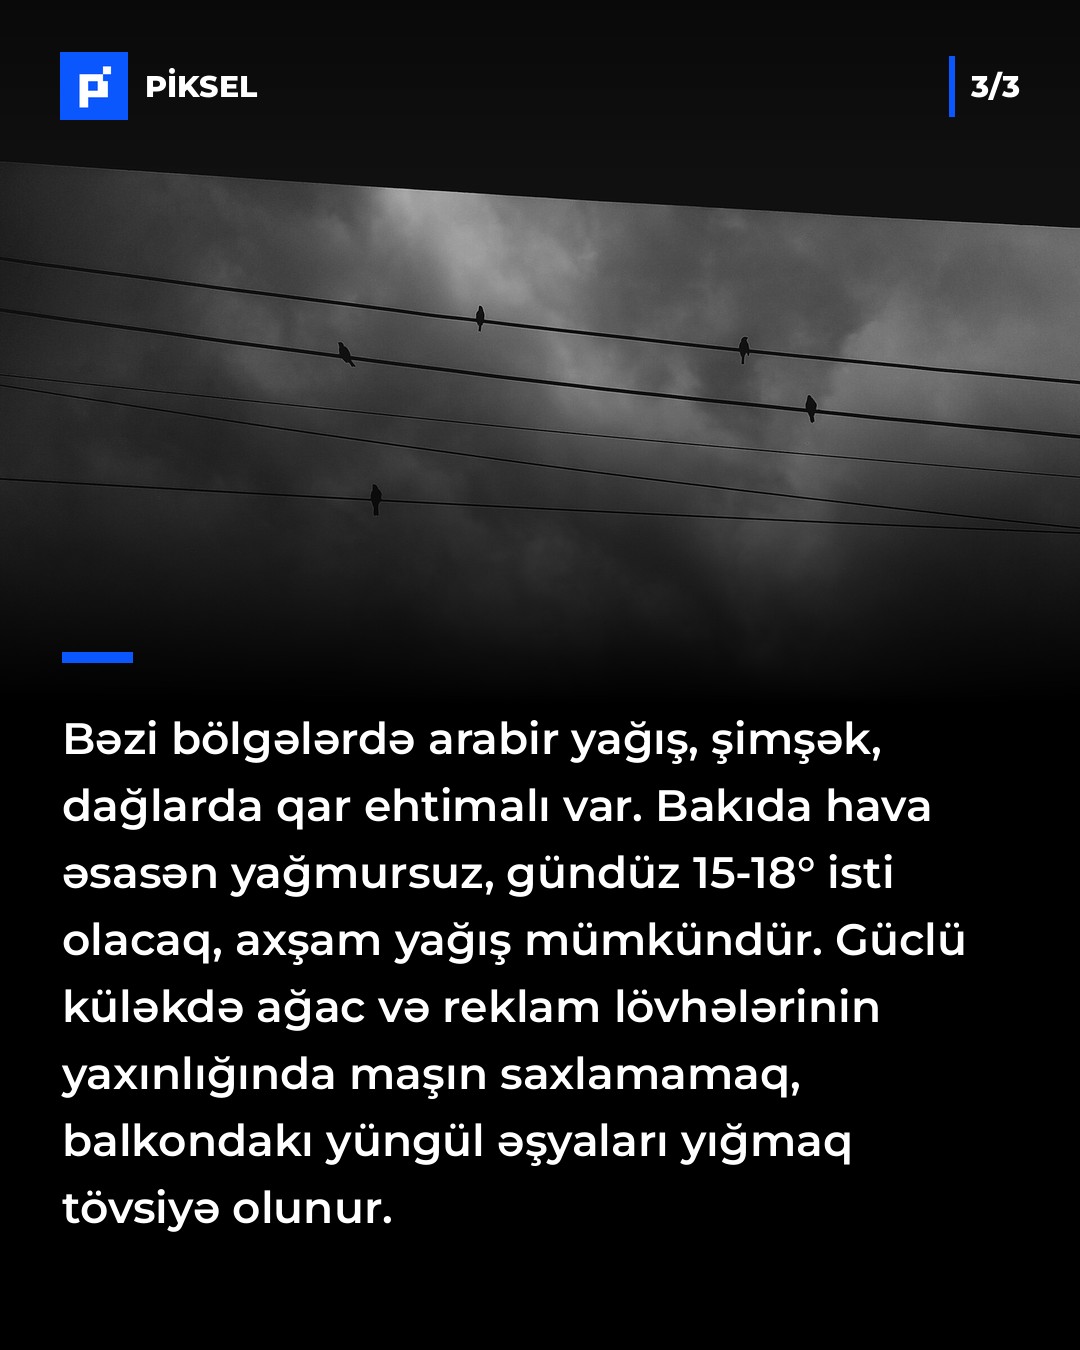 PİKSEL
3/3
Bəzi bölgələrdə arabir yağış, şimşək,
dağlarda qar ehtimalı var. Bakıda hava
əsasən yağmursuz, gündüz 15-18° isti
olacaq, axşam yağış mümkündür. Güclü
küləkdə ağac və reklam lövhələrinin
yaxınlığında maşın saxlamamaq,
balkondakı yüngül əşyaları yığmaq
tövsiyə olunur.